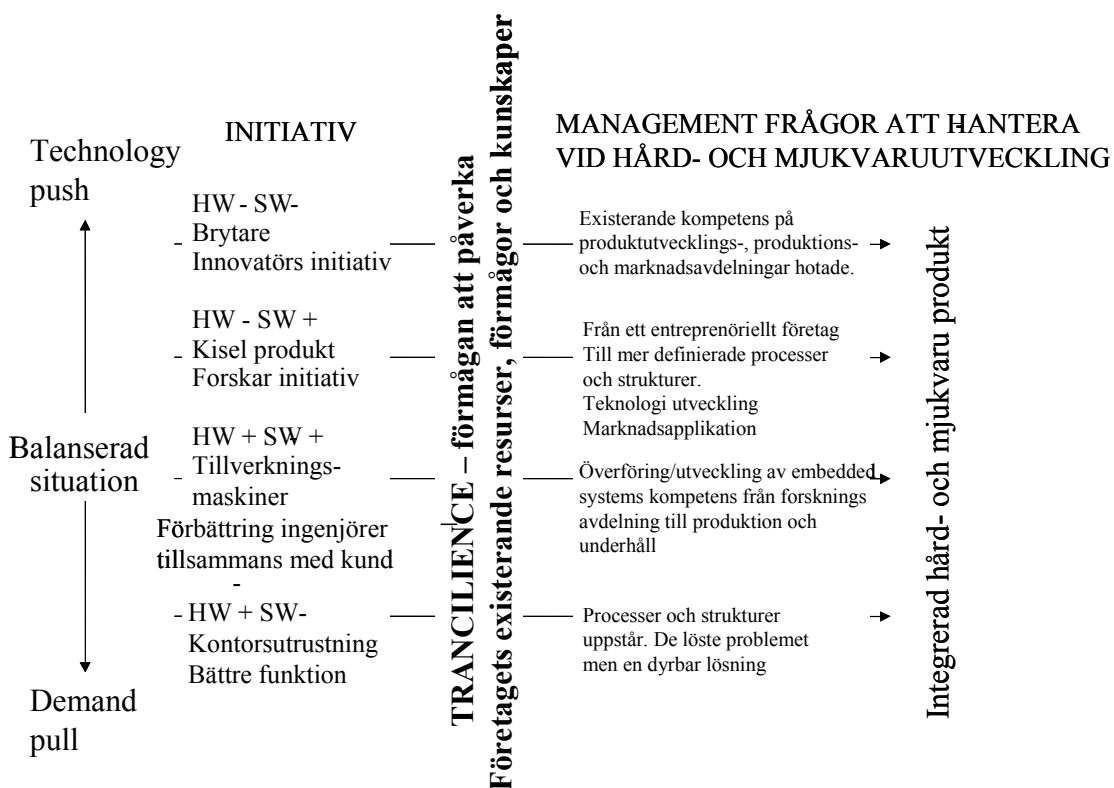 INITIATIV
MANAGEMENT FRÅGOR ATT HANTERA
VID HÅRD- OCH MJUKVARUUTVECKLING
Technology
push
Balanserad
situation
Demand
pull
HW - SW-
Brytare
Innovatörs initiativ
HW - SW +
Kisel produkt
Forskar initiativ
HW + SW +
Tillverknings-
maskiner
Förbättring ingenjörer
tillsammans med kund
-
HW + SW-
Kontorsutrustning
Bättre funktion
TRANCILIENCE – förmågan att påverka
Företagets existerande resurser, förmågor och kunskaper
Existerande kompetens på
produktutvecklings-, produktions-
och marknadsavdelningar hotade.
Från ett entreprenöriellt företag
Till mer definierade processer
och strukturer.
Teknologi utveckling
Marknadsapplikation
Överföring/utveckling av embedded
systems kompetens från forsknings
avdelning till produktion och
underhåll
Processer och strukturer
uppstår. De löste problemet
men en dyrbar lösning
Integrerad hård- och mjukvaru produkt